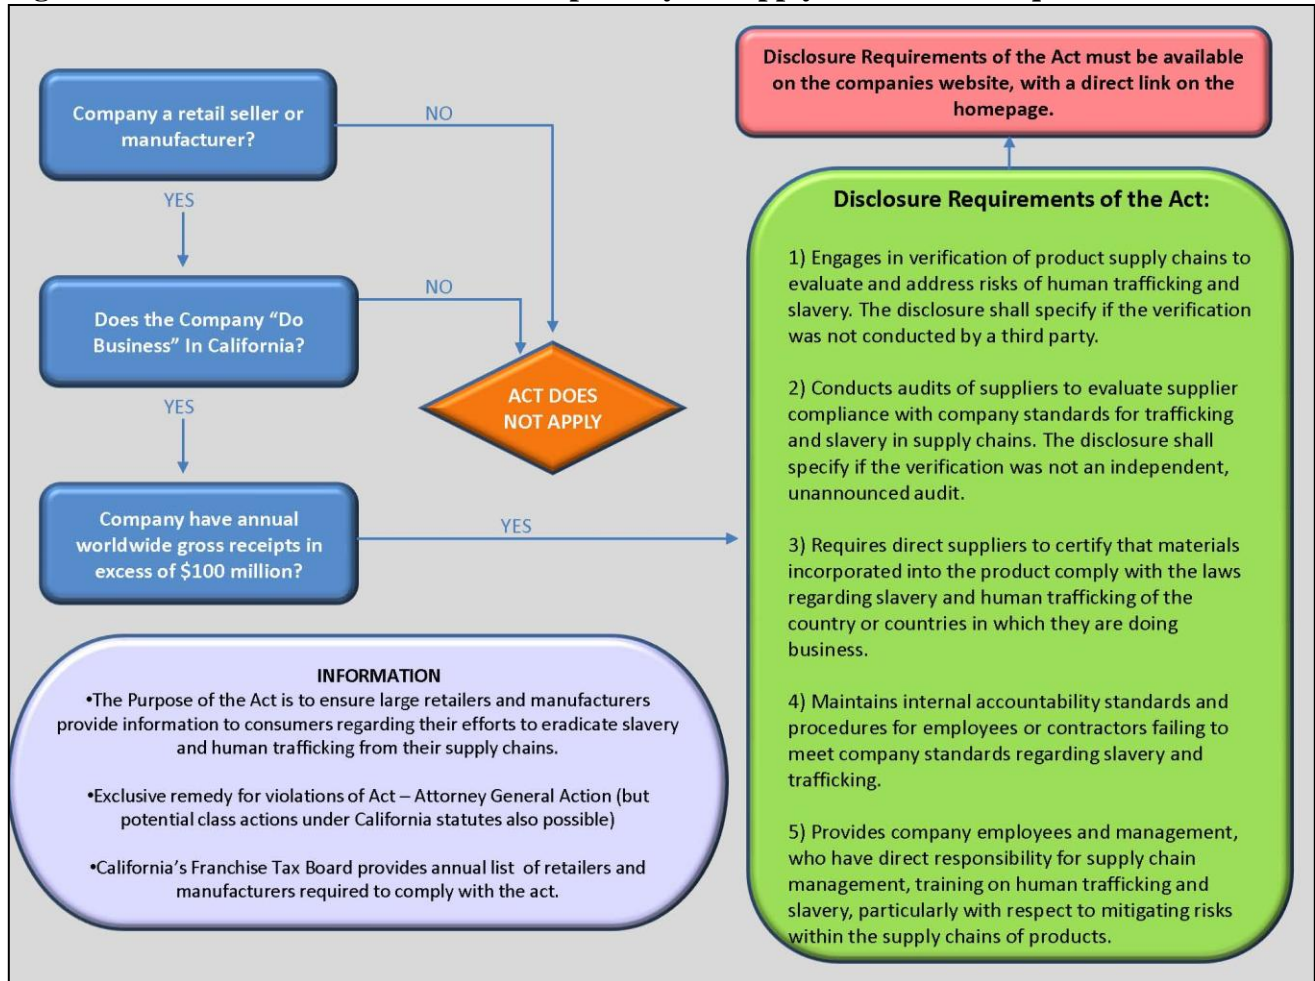 Company a retail seller or
manufacturer?
NO
YES
Does the Company “Do
Business” In California?
NO
YES
ACT DOES
NOT APPLY
Company have annual
worldwide gross receipts in
excess of $100 million?
YES
INFORMATION
•The Purpose of the Act is to ensure large retailers and manufacturers
provide information to consumers regarding their efforts to eradicate slavery
and human trafficking from their supply chains.
•Exclusive remedy for violations of Act – Attorney General Action (but
potential class actions under California statutes also possible)
•California’s Franchise Tax Board provides annual list of retailers and
manufacturers required to comply with the act.
Disclosure Requirements of the Act must be available
on the companies website, with a direct link on the
homepage.
Disclosure Requirements of the Act:
1) Engages in verification of product supply chains to
evaluate and address risks of human trafficking and
slavery. The disclosure shall specify if the verification
was not conducted by a third party.
2) Conducts audits of suppliers to evaluate supplier
compliance with company standards for trafficking
and slavery in supply chains. The disclosure shall
specify if the verification was not an independent,
unannounced audit.
3) Requires direct suppliers to certify that materials
incorporated into the product comply with the laws
regarding slavery and human trafficking of the
country or countries in which they are doing
business.
4) Maintains internal accountability standards and
procedures for employees or contractors failing to
meet company standards regarding slavery and
trafficking.
5) Provides company employees and management,
who have direct responsibility for supply chain
management, training on human trafficking and
slavery, particularly with respect to mitigating risks
within the supply chains of products.